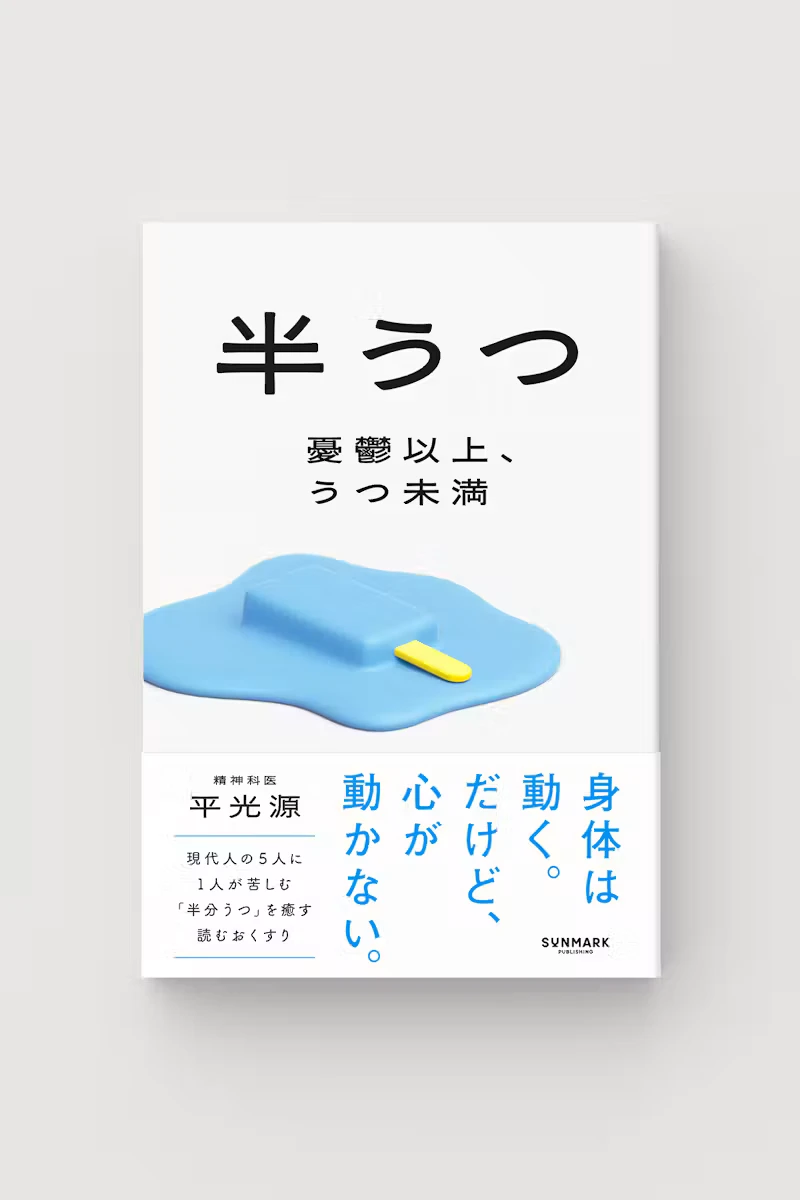 半うつ
憂鬱以上、
うつ未満
身体は
動く。
だけど、
心が
動かない。
精神科医
平光源
現代人の5人に
1人が苦しむ
「半分うつ」を癒す
読むおくすり
SUNMARK
PUBLISHING